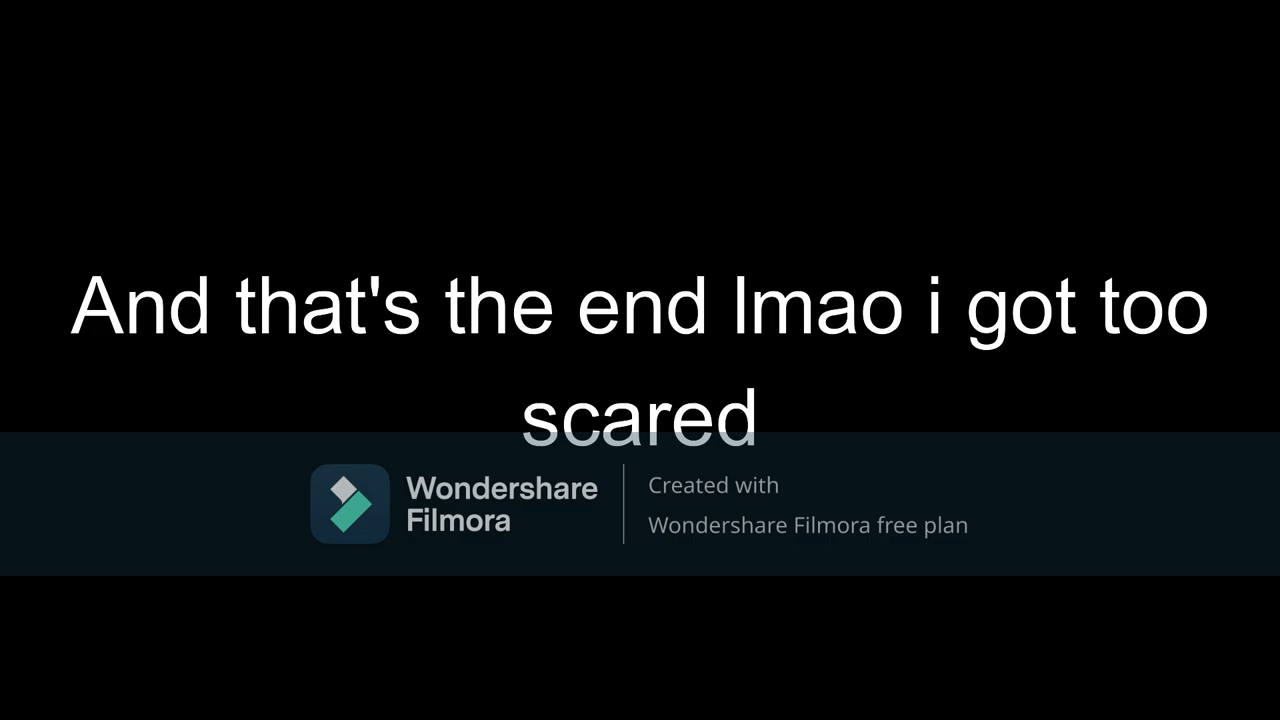 And that's the end lmao i got too
scared
Wondershare
Filmora
Created with
Wondershare Filmora free plan